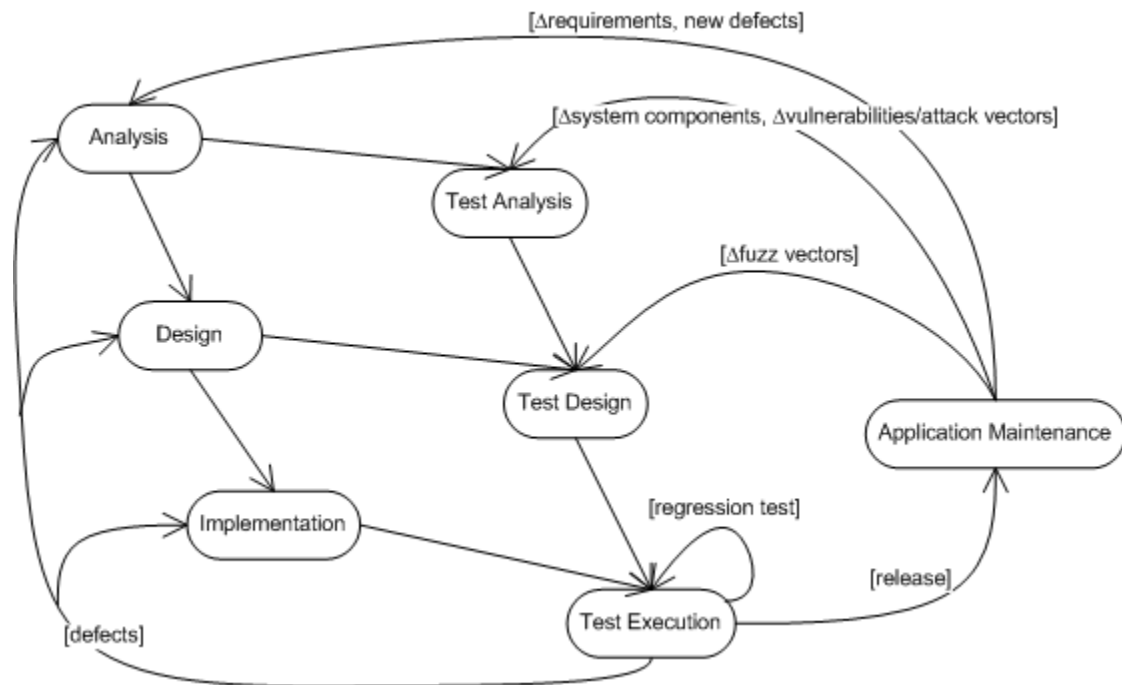 [Δrequirements, new defects]
[Δsystem components, Δvulnerabilities/attack vectors]
Analysis
Test Analysis
[Δfuzz vectors]
Design
Test Design
Application Maintenance
[regression test]
Implementation
[release]
Test Execution
[defects]